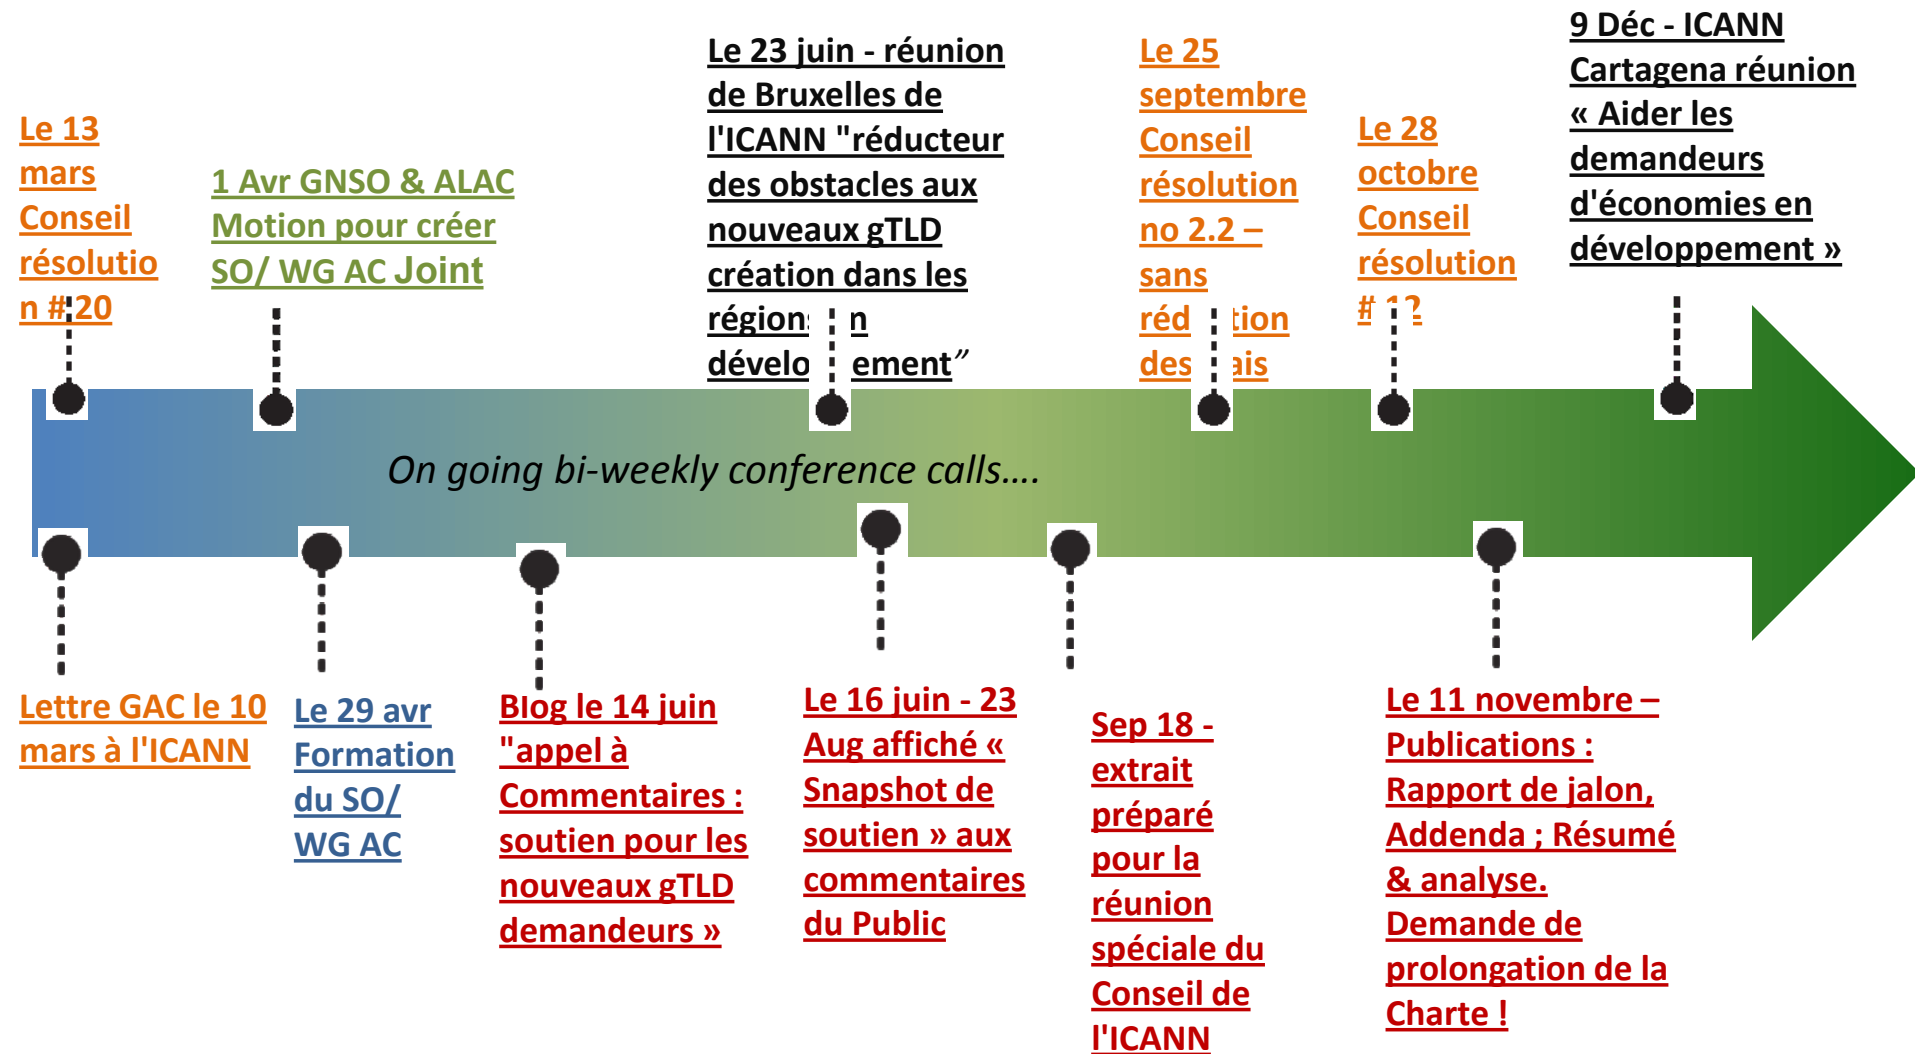 Le 13
mars
Conseil
résolutio
n # 20
1 Avr GNSO & ALAC
Motion pour créer
SO/ WG AC Joint
Le 23 juin - réunion
de Bruxelles de
l'ICANN "réducteur
des obstacles aux
nouveaux gTLD
création dans les
dans les
Le 25
septembre
Conseil
résolution
no 2.2 –
sans
des
Le 28
octobre
Conseil
résolution
#
9 Déc - ICANN
Cartagena réunion
« Aider les
demandeurs
d'économies en
développement »
On going bi-weekly conference calls....
Lettre GAC le 10
mars à l'ICANN
Le 29 avr
Formation
du SO/
WG AC
Blog le 14 juin
"appel à
Commentaires :
soutien pour les
nouveaux gTLD
demandeurs »
Le 16 juin - 23
Aug affiché «
Snapshot de
soutien » aux
commentaires
du Public
Sep 18 -
extrait
préparé
pour la
réunion
spéciale du
Conseil de
l'ICANN
Le 11 novembre –
Publications :
Rapport de jalon,
Addenda ; Résumé
& analyse.
Demande de
prolongation de la
Charte !